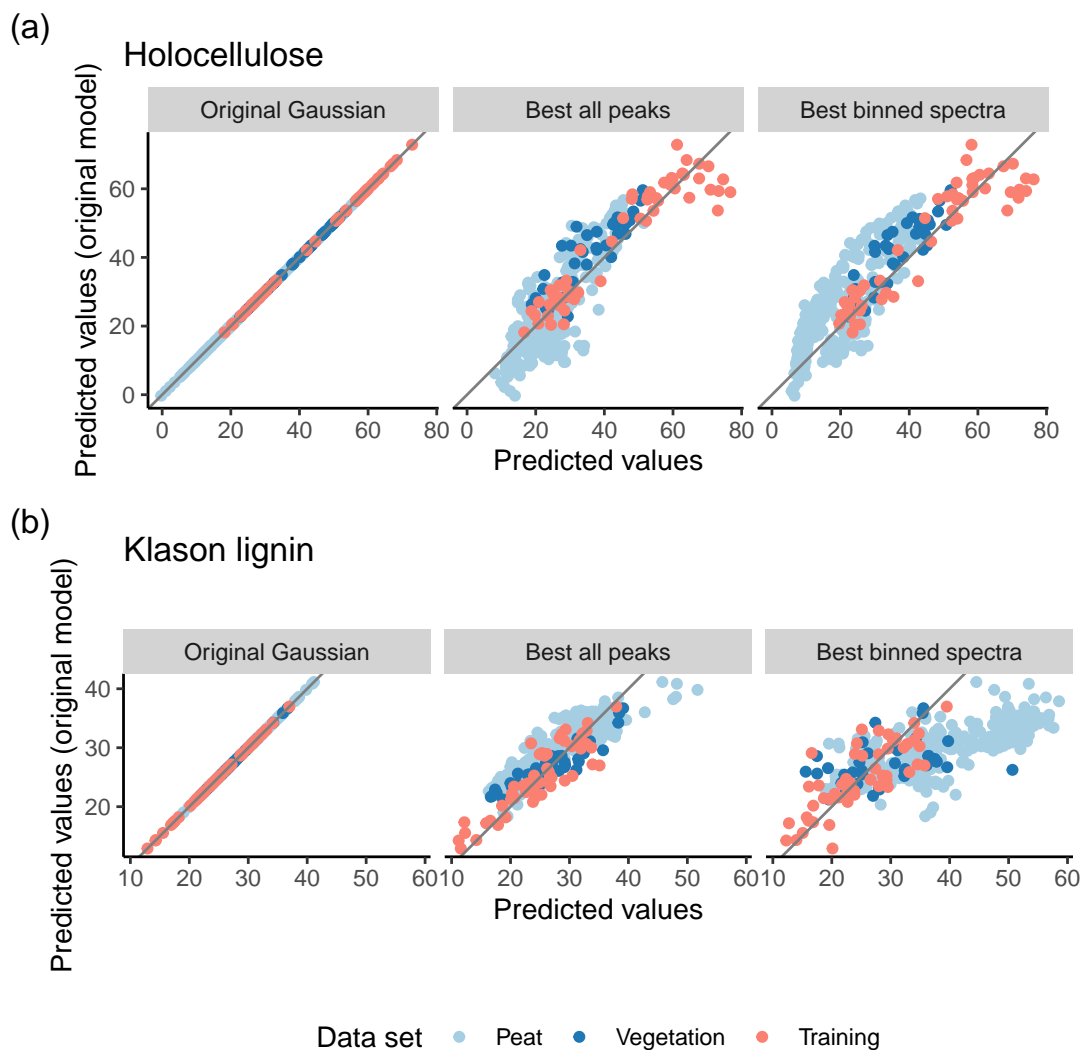 (a)
Holocellulose
Original Gaussian Best all peaks Best binned spectra
Predicted values (original model)
60
40
20
0
0 20 40 60 80 0 20 40 60 80 0 20 40 60 80
Predicted values
(b)
Klason lignin
Original Gaussian Best all peaks Best binned spectra
Predicted values (original model)
40
30
20
10 20 30 40 50 60 10 20 30 40 50 60 10 20 30 40 50 60
Predicted values
Data set Peat Vegetation Training